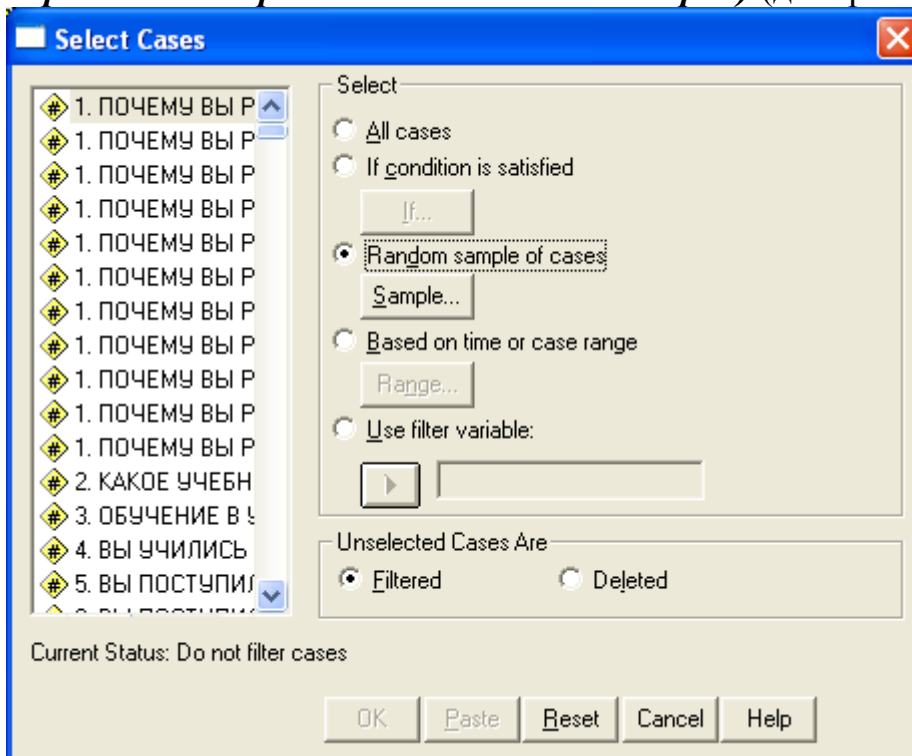 Select Cases
1. ПОЧЕМУ ВЫ Р
1. ПОЧЕМУ ВЫ Р
1. ПОЧЕМУ ВЫ Р
1. ПОЧЕМУ ВЫ Р
1. ПОЧЕМУ ВЫ Р
1. ПОЧЕМУ ВЫ Р
1. ПОЧЕМУ ВЫ Р
1. ПОЧЕМУ ВЫ Р
1. ПОЧЕМУ ВЫ Р
1. ПОЧЕМУ ВЫ Р
1. ПОЧЕМУ ВЫ Р
2. КАКОЕ УЧЕБН
3. ОБУЧЕНИЕ В У
4. ВЫ УЧИЛИСЬ
5. ВЫ ПОСТУПИЛ
Select
All cases
If condition is satisfied
If...
Random sample of cases
Sample...
Based on time or case range
Range...
Use filter variable:
Unselected Cases Are
Filtered Deleted
Current Status: Do not filter cases
OK Paste Reset Cancel Help